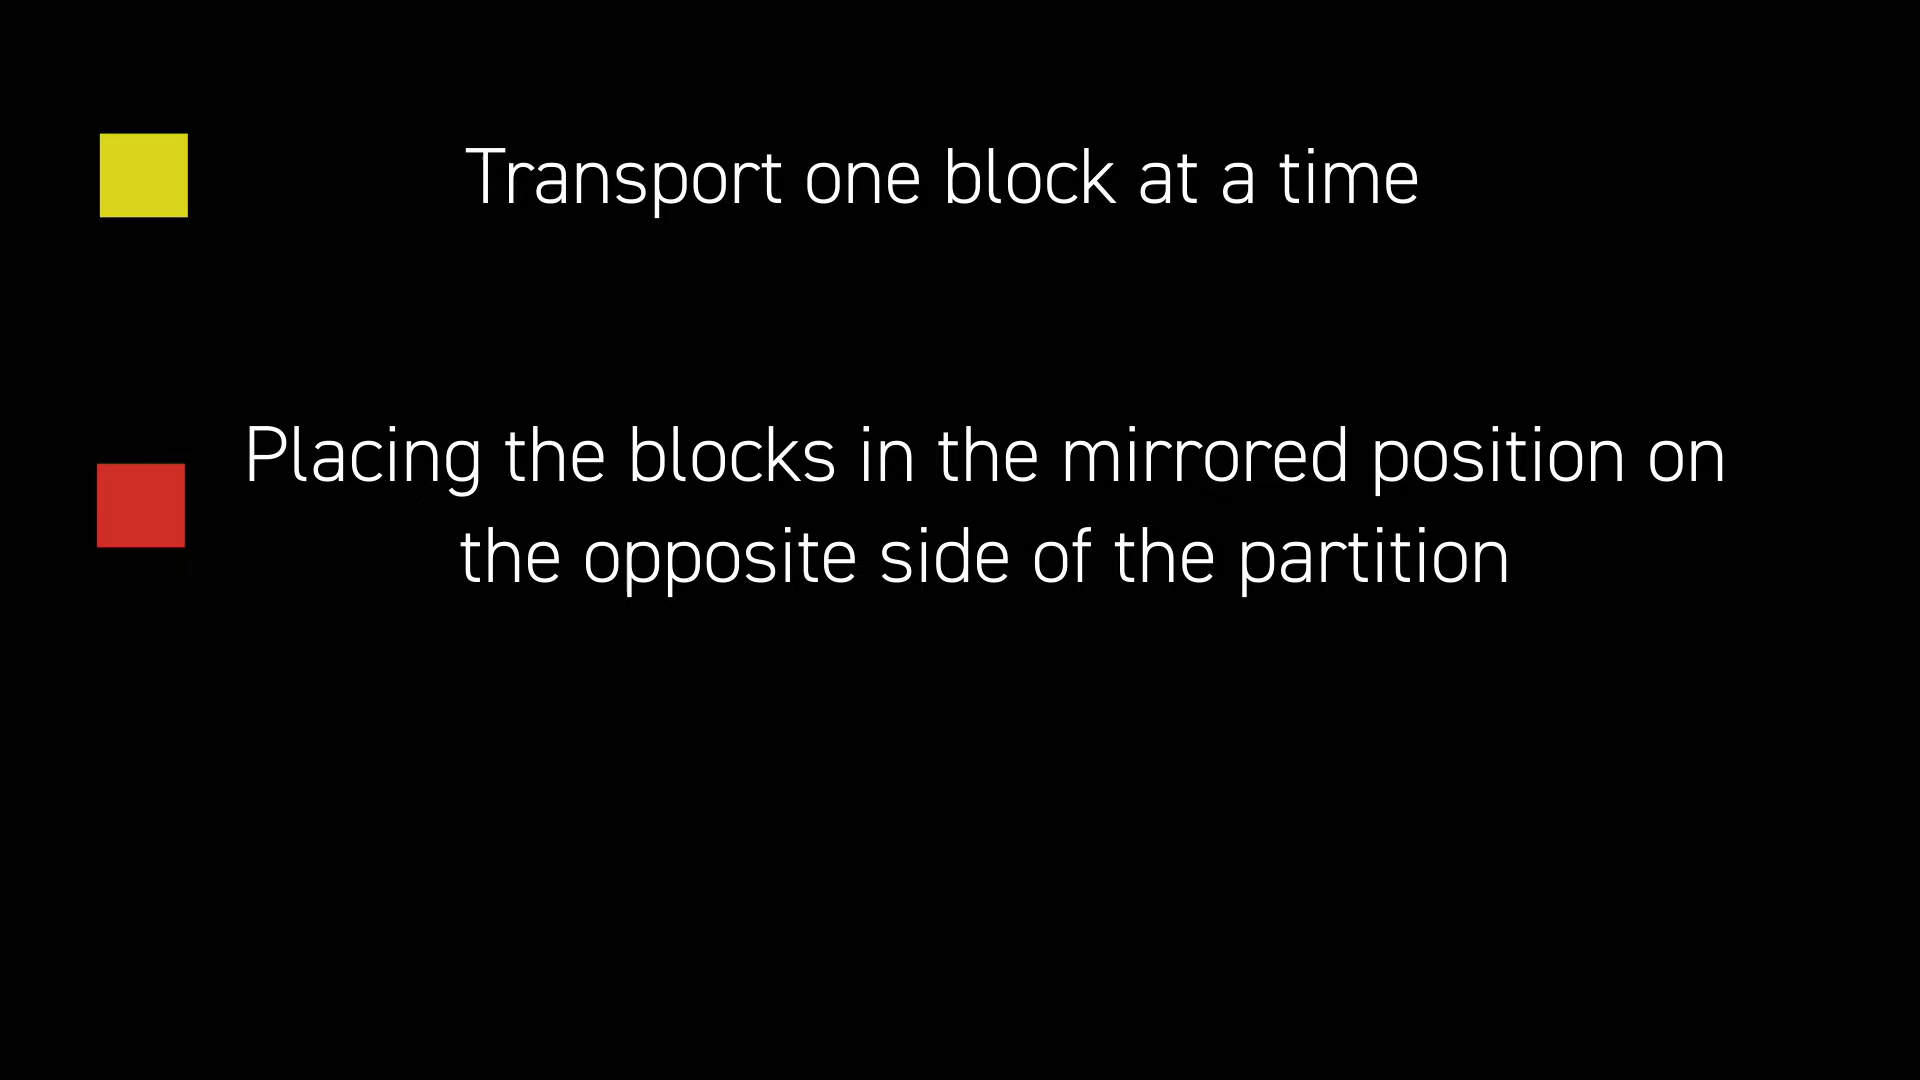 Transport one block at a time
Placing the blocks in the mirrored position on
the opposite side of the partition